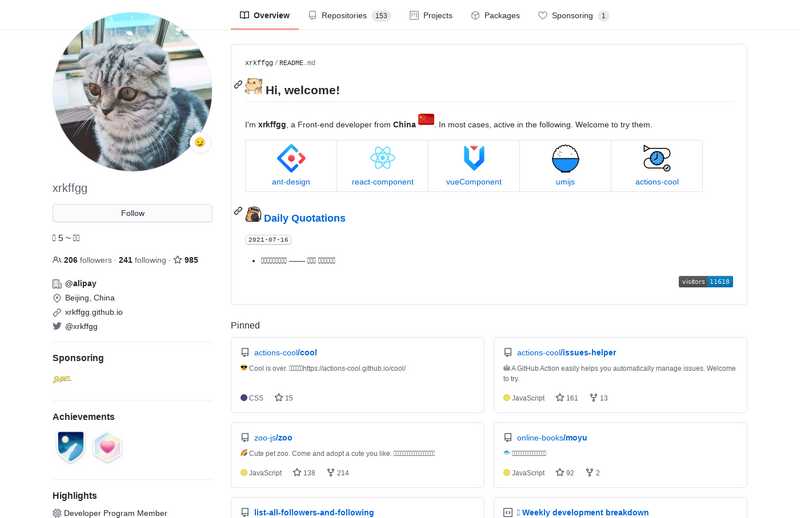 Overview
Repositories 153
Projects
Packages
Sponsoring 1
xrkffgg
Follow
5 ~
206 followers · 241 following · 985
@alipay
Beijing, China
xrkffgg.github.io
@xrkffgg
Sponsoring
Achievements
Highlights
Developer Program Member
xrkffgg / README.md
Hi, welcome!
I'm xrkffgg, a Front-end developer from China . In most cases, active in the following. Welcome to try them.
ant-design
react-component
vueComponent
umijs
actions-cool
Daily Quotations
2021-07-16
visitors 11618
Pinned
actions-cool/cool
Cool is over. https://actions-cool.github.io/cool/
CSS 15
actions-cool/issues-helper
A GitHub Action easily helps you automatically manage issues. Welcome
to try.
JavaScript 161 13
zoo-js/zoo
Cute pet zoo. Come and adopt a cute you like.
JavaScript 138 214
online-books/moyu
JavaScript 92 2
list-all-followers-and-following
Weekly development breakdown